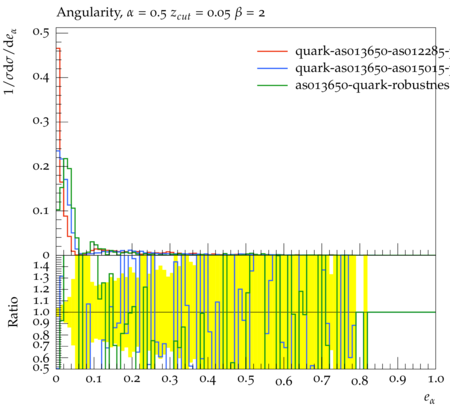 Angularity, α = 0.5 zcut = 0.05 β = 2
1/σdσ/deα
0.5
0.4
0.3
0.2
0.1
0
quark-as013650-as012285-
quark-as013650-as015015-
as013650-quark-robustnes
Ratio
1.4
1.3
1.2
1.1
1.0
0.9
0.8
0.7
0.6
0.5
0 0.1 0.2 0.3 0.4 0.5 0.6 0.7 0.8 0.9 1.0
eα